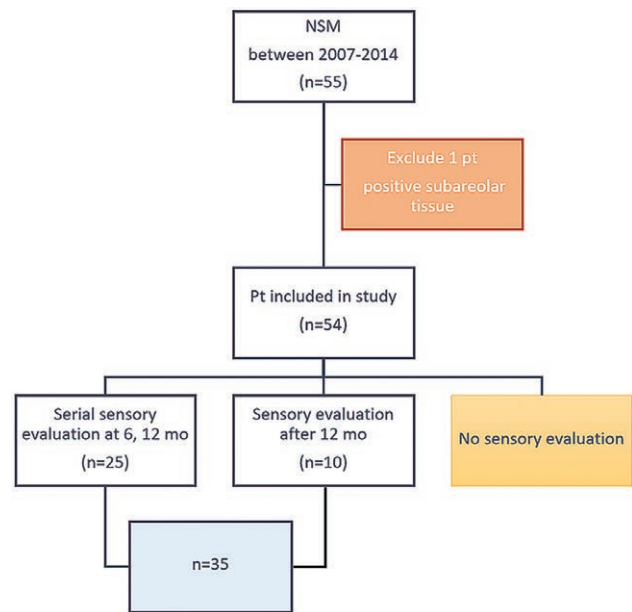 NSM
between 2007-2014
(n=55)
Exclude 1 pt
positive subareolar
tissue
Pt included in study
(n=54)
Serial sensory
evaluation at 6, 12 mo
(n=25)
Sensory evaluation
after 12 mo
(n=10)
No sensory evaluation
n=35